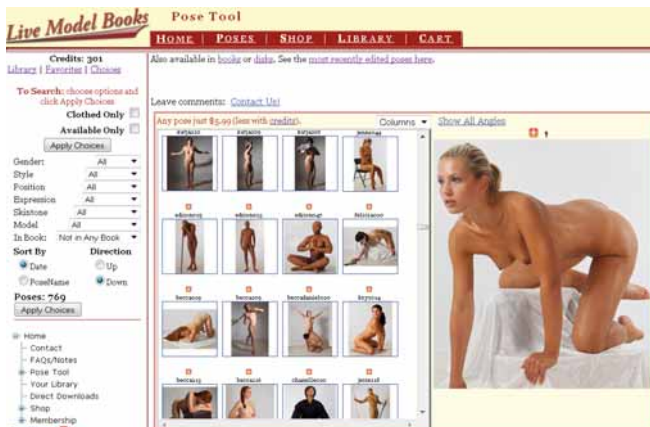 Live Model Books
Pose Tool
HOME | POSES | SHOP | LIBRARY | CART
Credits: 301
Library | Favorites | Choices
To Search: choose options and
click Apply Choices
Clothed Only
Available Only
Apply Choices
Gender: All
Style All
Position All
Expression All
Skintone All
Model All
In Book: Not in Any Book
Sort By Direction
Date Up
PoseName Down
Poses: 769
Apply Choices
Home
Contact
FAQs/Notes
Pose Tool
Your Library
Direct Downloads
Shop
Membership
Also available in books or disks. See the most recently edited poses here.
Leave comments: Contact Us!
Any pose just $5.99 (less with credits).
Columns
Show All Angles